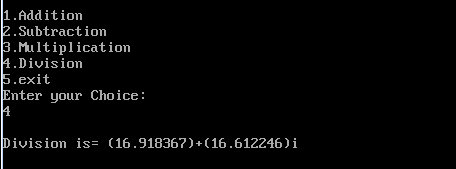 1.Addition
2.Subtraction
3.Multiplication
4.Division
5.exit
Enter your Choice:
4
Division is= (16.918367)+(16.612246)i